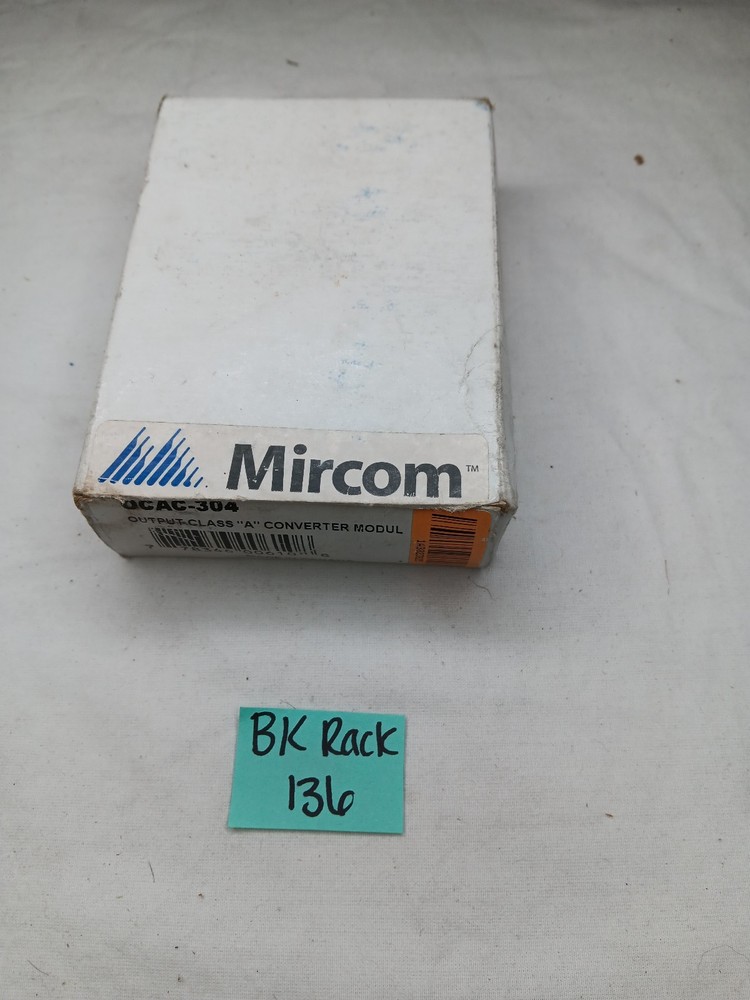 Mircom™
OCAC-304
OUTPUT CLASS "A" CONVERTER MODUL
BK Rack
136